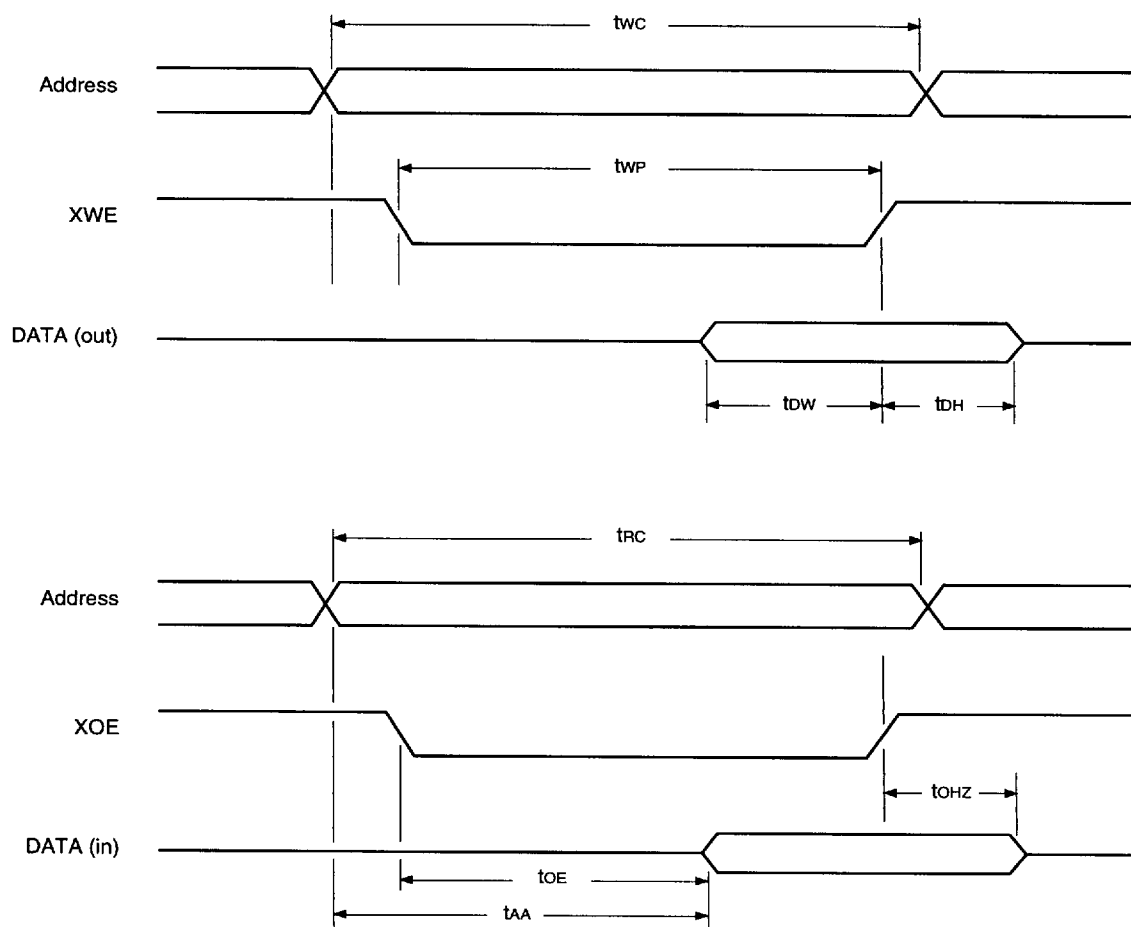 tWC
Address
tWP
XWE
DATA (out)
tDW
tDH
tRC
Address
XOE
tOHZ
DATA (in)
tOE
tAA